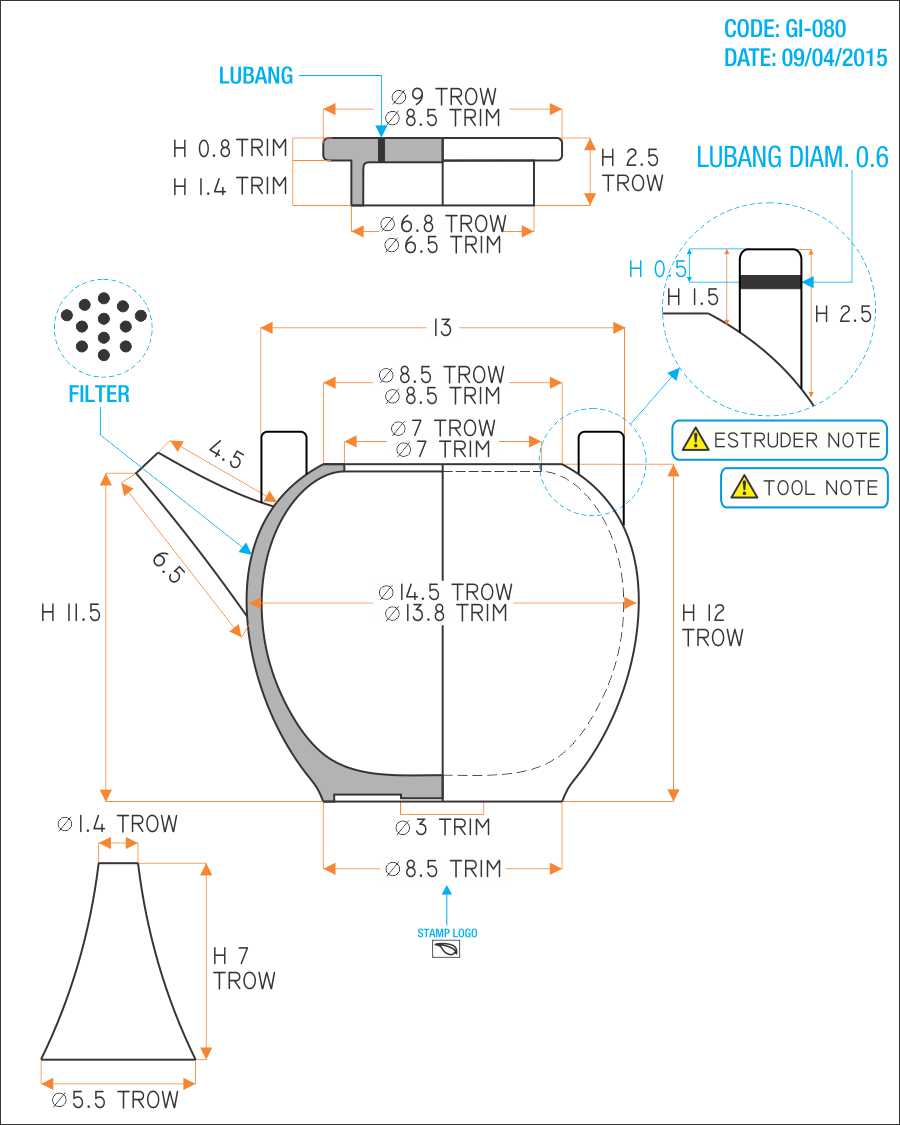 CODE: GI-080
DATE: 09/04/2015
LUBANG
Ø 9 TROW
Ø 8.5 TRIM
H 0.8 TRIM
H 1.4 TRIM
H 2.5
TROW
Ø 6.8 TROW
Ø 6.5 TRIM
LUBANG DIAM. 0.6
H 0.5
H 1.5
H 2.5
13
FILTER
Ø 8.5 TROW
Ø 8.5 TRIM
Ø 7 TROW
Ø 7 TRIM
ESTRUDER NOTE
TOOL NOTE
4.5
6.5
H 11.5
Ø 14.5 TROW
Ø 13.8 TRIM
H 12
TROW
Ø 3 TRIM
Ø 8.5 TRIM
STAMP LOGO
Ø 1.4 TROW
H 7
TROW
Ø 5.5 TROW